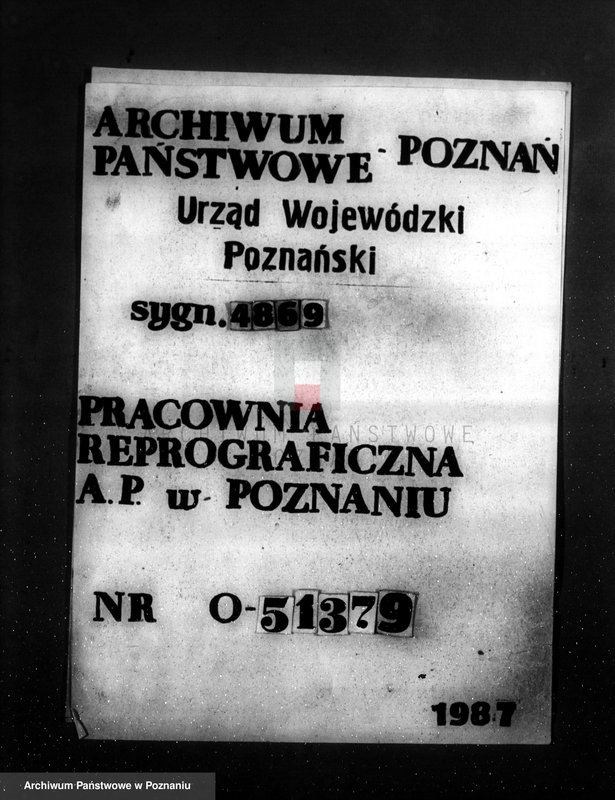 ARCHIWUM
PAŃSTWOWE - POZNAŃ
Urząd Wojewódzki
Poznański
sygn. 4869
PRACOWNIA
REPROGRAFICZNA
A.P. w POZNANIU
NR O-51379
1987
Archiwum Państwowe w Poznaniu